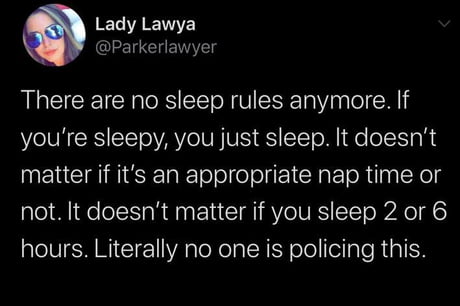 Lady Lawya
@Parkerlawyer
There are no sleep rules anymore. If
you’re sleepy, you just sleep. It doesn’t
matter if it’s an appropriate nap time or
not. It doesn’t matter if you sleep 2 or 6
hours. Literally no one is policing this.